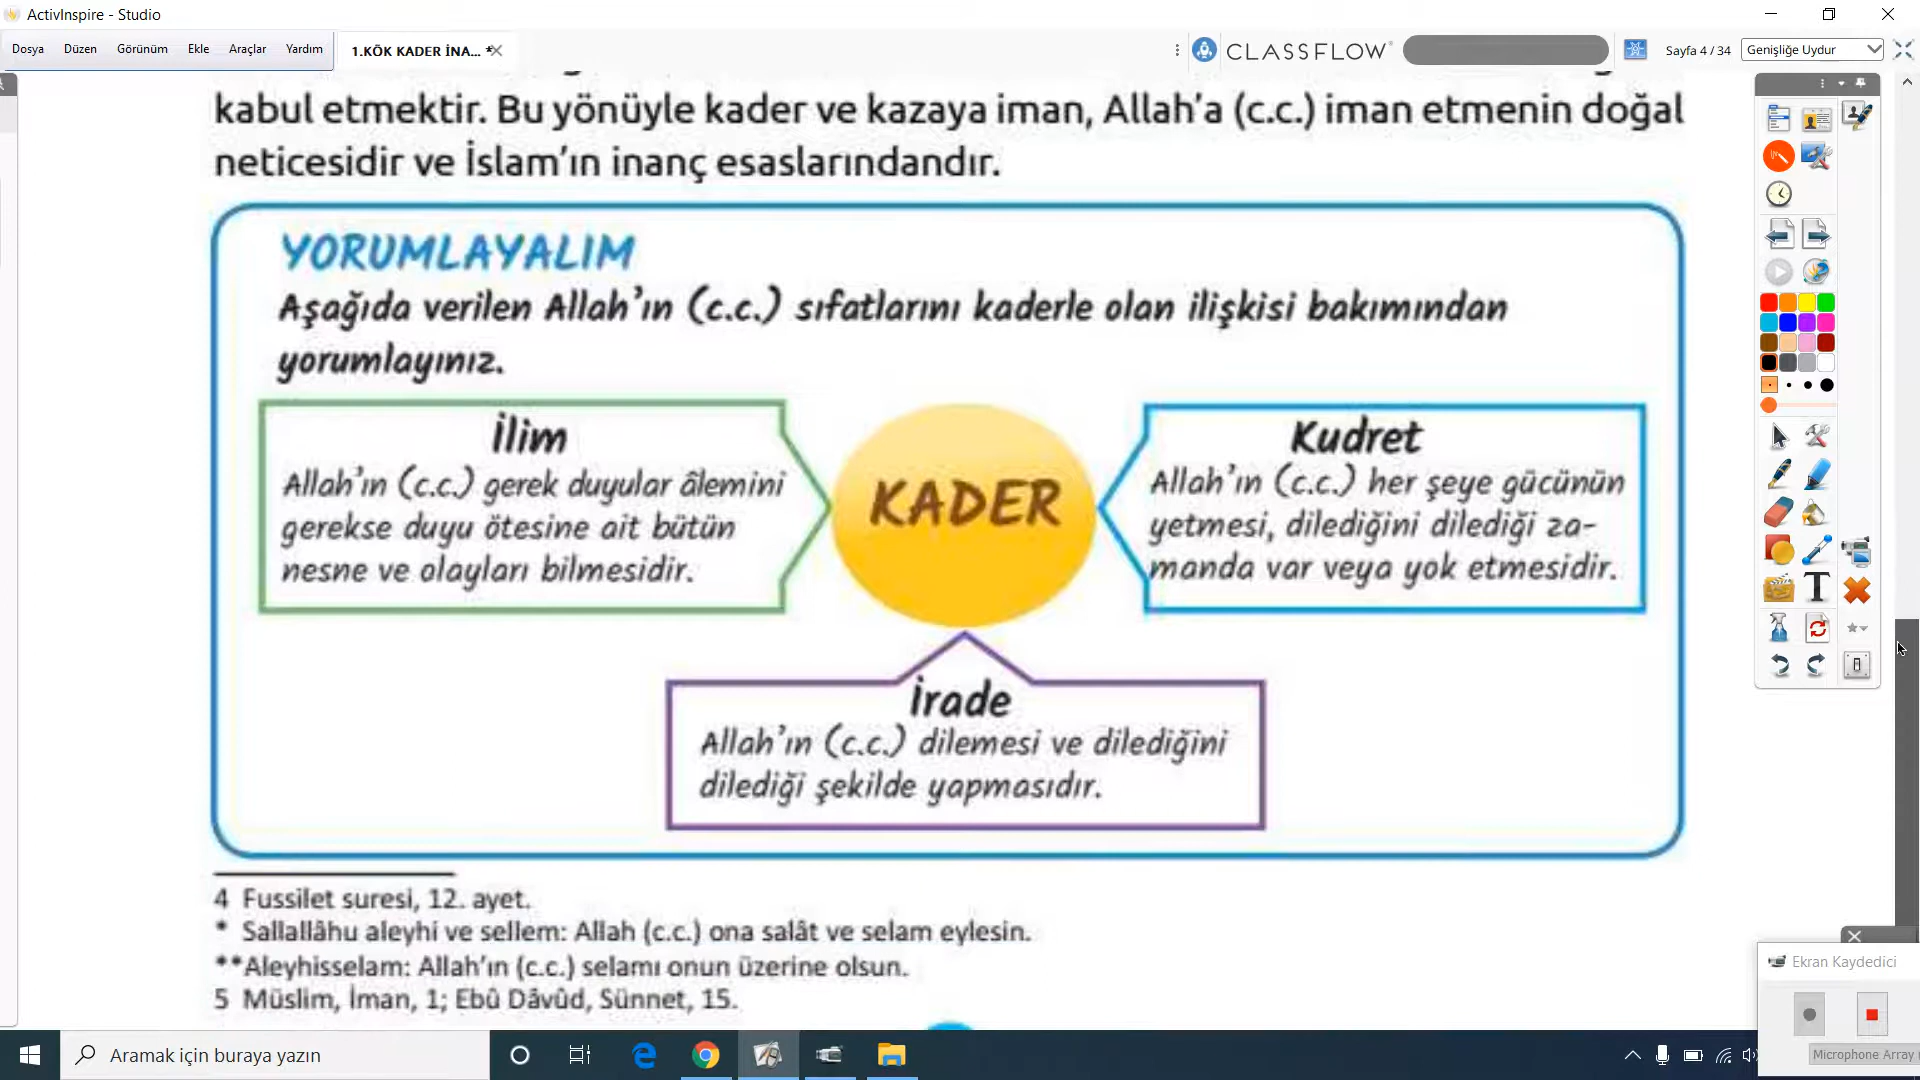 ActivInspire - Studio
Dosya Düzen Görünüm Ekle Araçlar Yardım
1.KÖK KADER İNA... *
CLASSFLOW
Sayfa 4 / 34
Genişliğe Uydur
kabul etmektir. Bu yönüyle kader ve kazaya iman, Allah’a (c.c.) iman etmenin doğal
neticesidir ve İslam’ın inanç esaslarındandır.
YORUMLAYALIM
Aşağıda verilen Allah’ın (c.c.) sıfatlarını kaderle olan ilişkisi bakımından
yorumlayınız.
İlim
Allah’ın (c.c.) gerek duyular âlemini
gerekse duyu ötesine ait bütün
nesne ve olayları bilmesidir.
KADER
Kudret
Allah’ın (c.c.) her şeye gücünün
yetmesi, dilediğini dilediği za-
manda var veya yok etmesidir.
İrade
Allah’ın (c.c.) dilemesi ve dilediğini
dilediği şekilde yapmasıdır.
4 Fussilet suresi, 12. ayet.
* Sallallâhu aleyhi ve sellem: Allah (c.c.) ona salât ve selam eylesin.
**Aleyhisselam: Allah’ın (c.c.) selamı onun üzerine olsun.
5 Müslim, İman, 1; Ebû Dâvûd, Sünnet, 15.
Ekran Kaydedici
Microphone Array
Aramak için buraya yazın